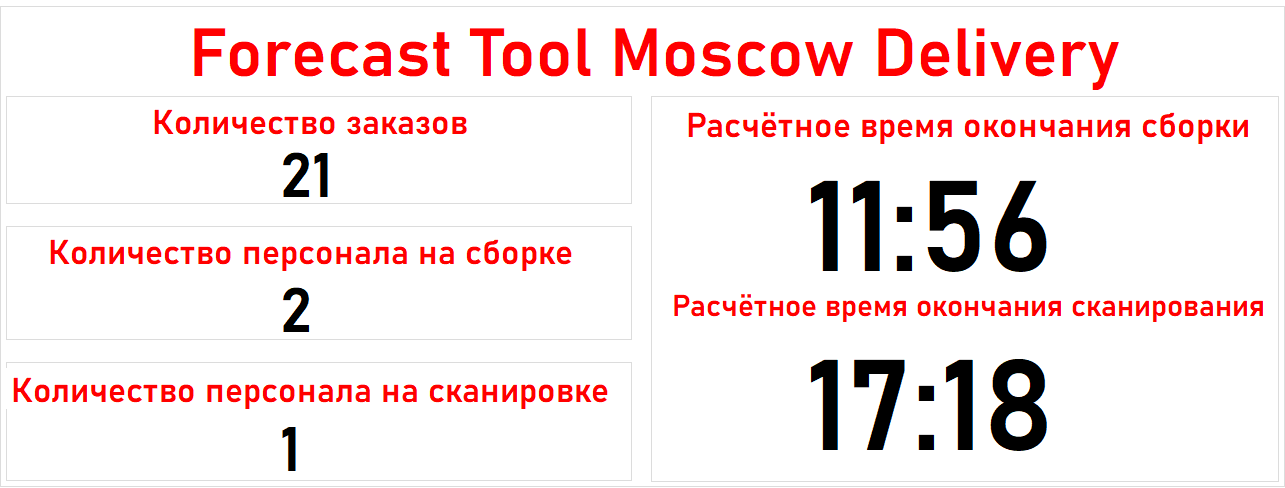 Forecast Tool Moscow Delivery
Количество заказов
21
Количество персонала на сборке
2
Количество персонала на сканировке
1
Расчётное время окончания сборки
11:56
Расчётное время окончания сканирования
17:18